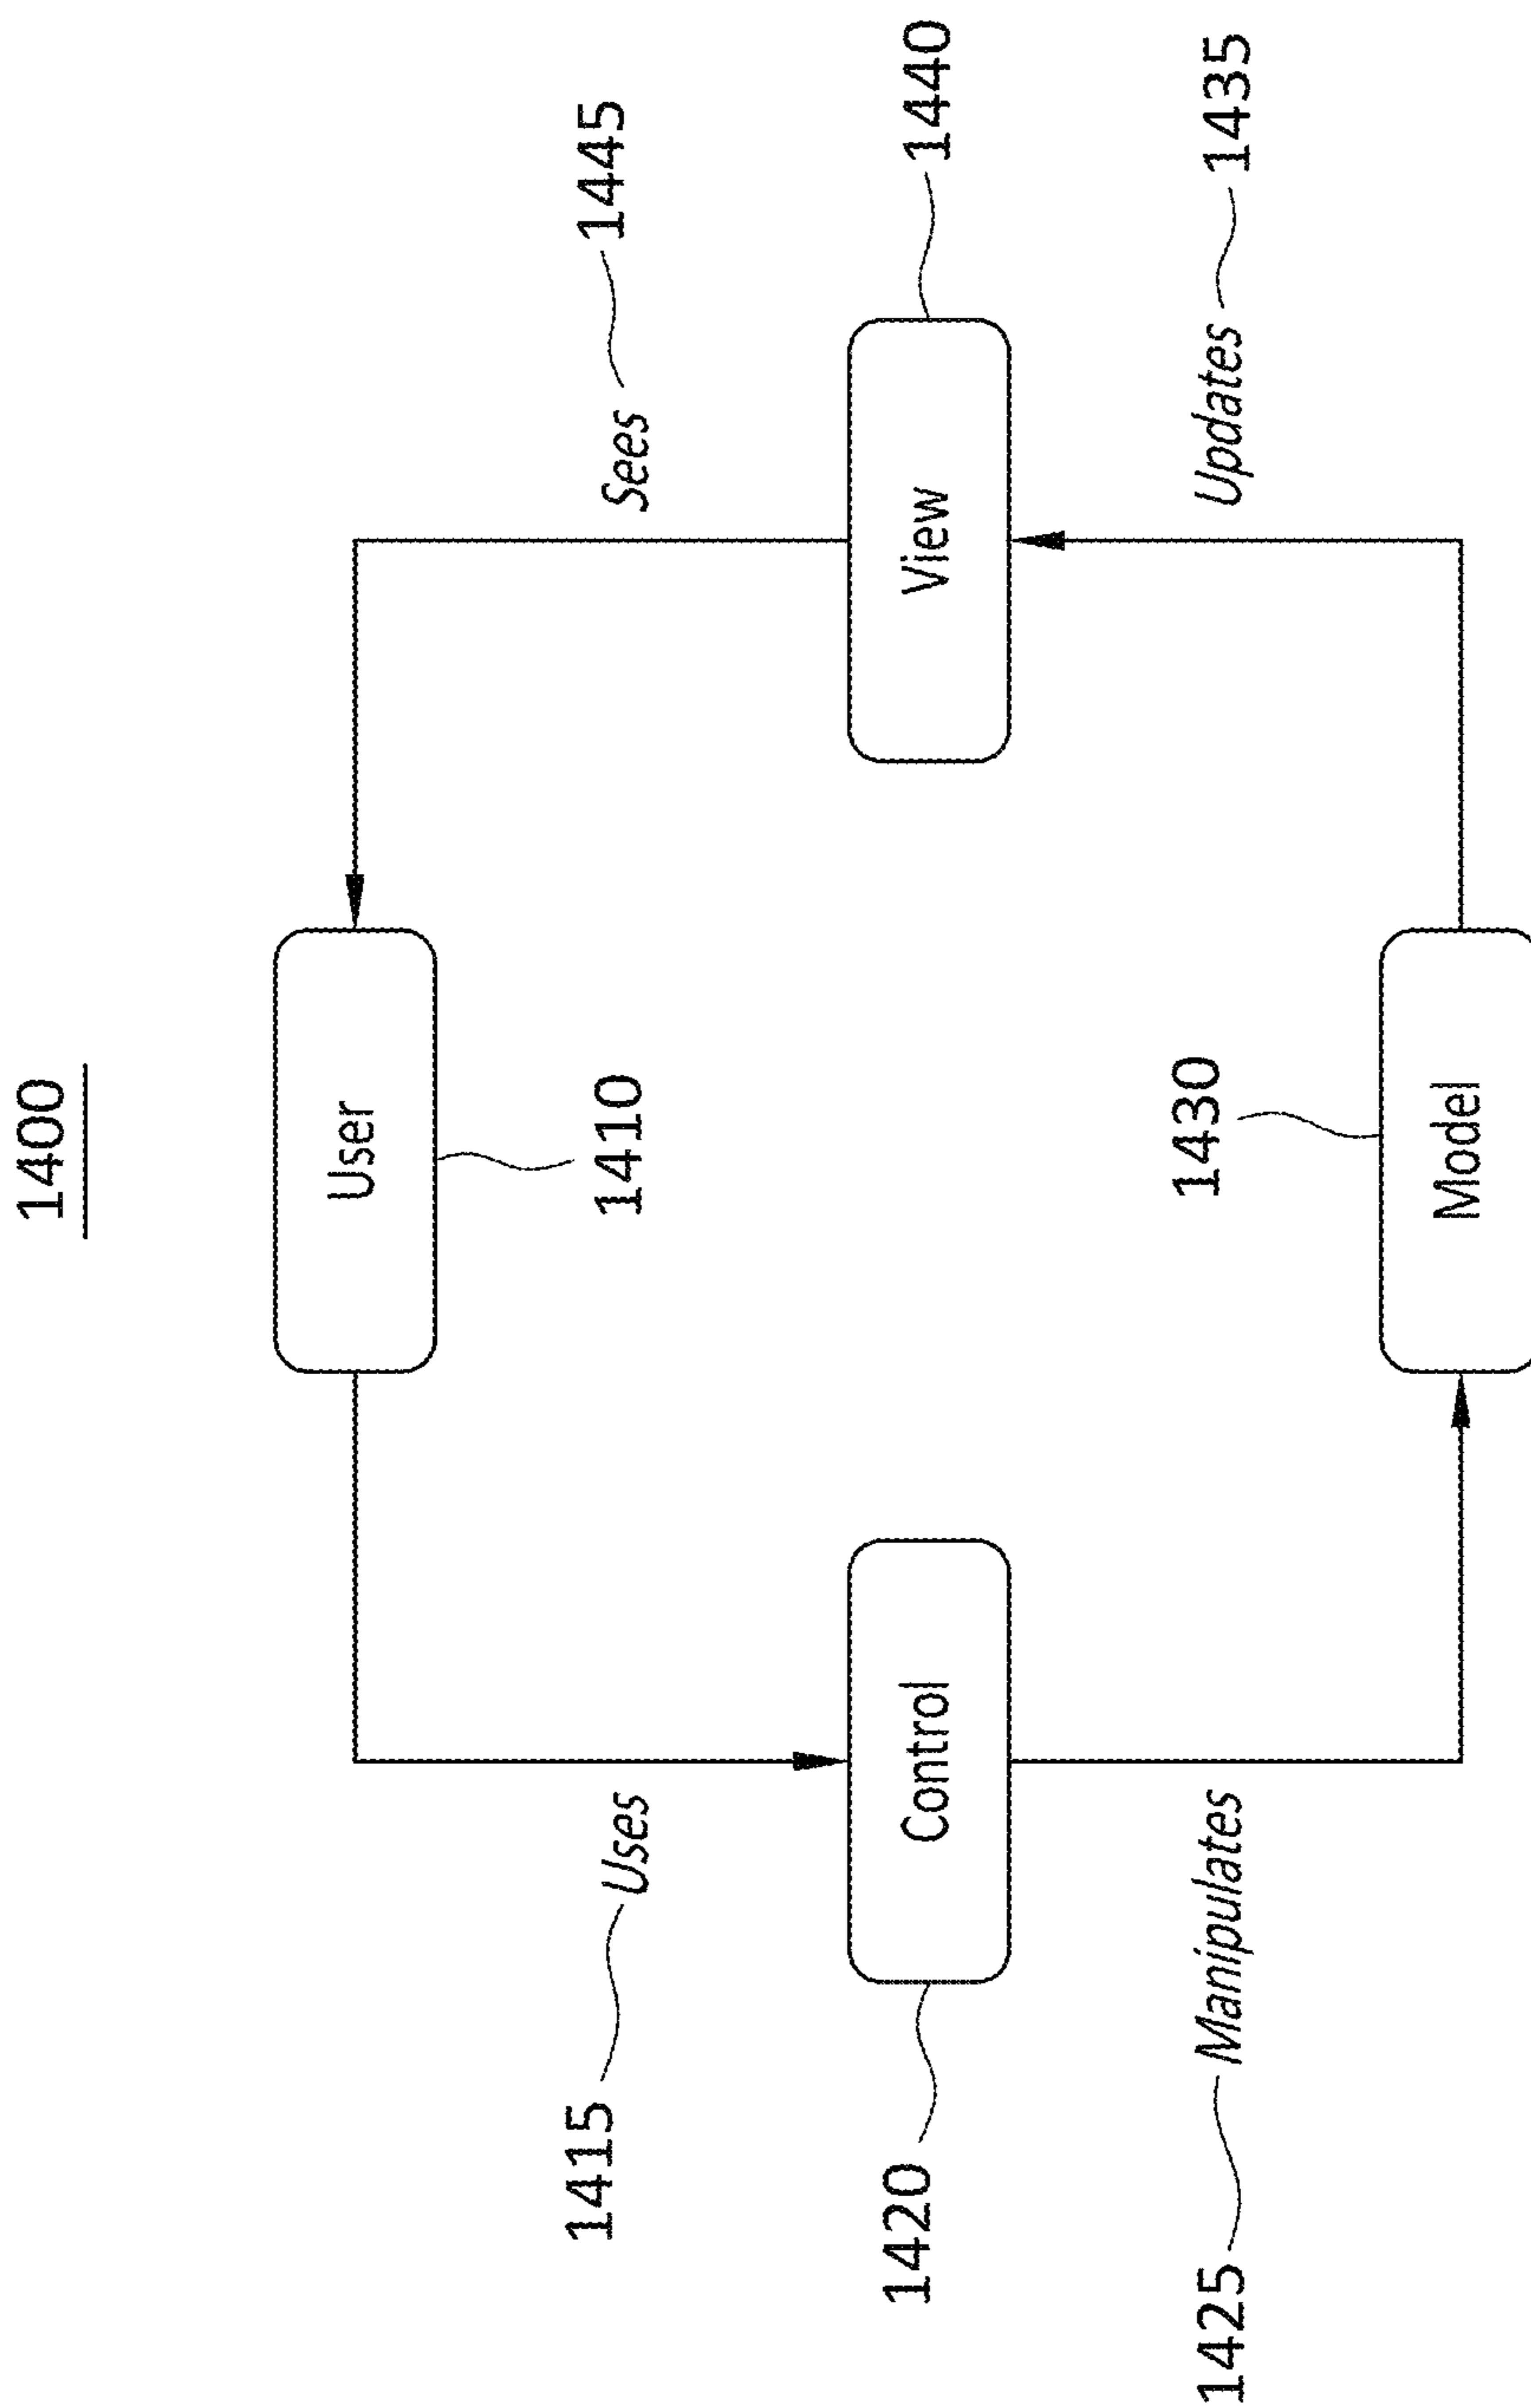 1400
User
1410
1415 Uses
Sees 1445
1420
Control
View
1440
1425 Manipulates
Updates 1435
1430
Model